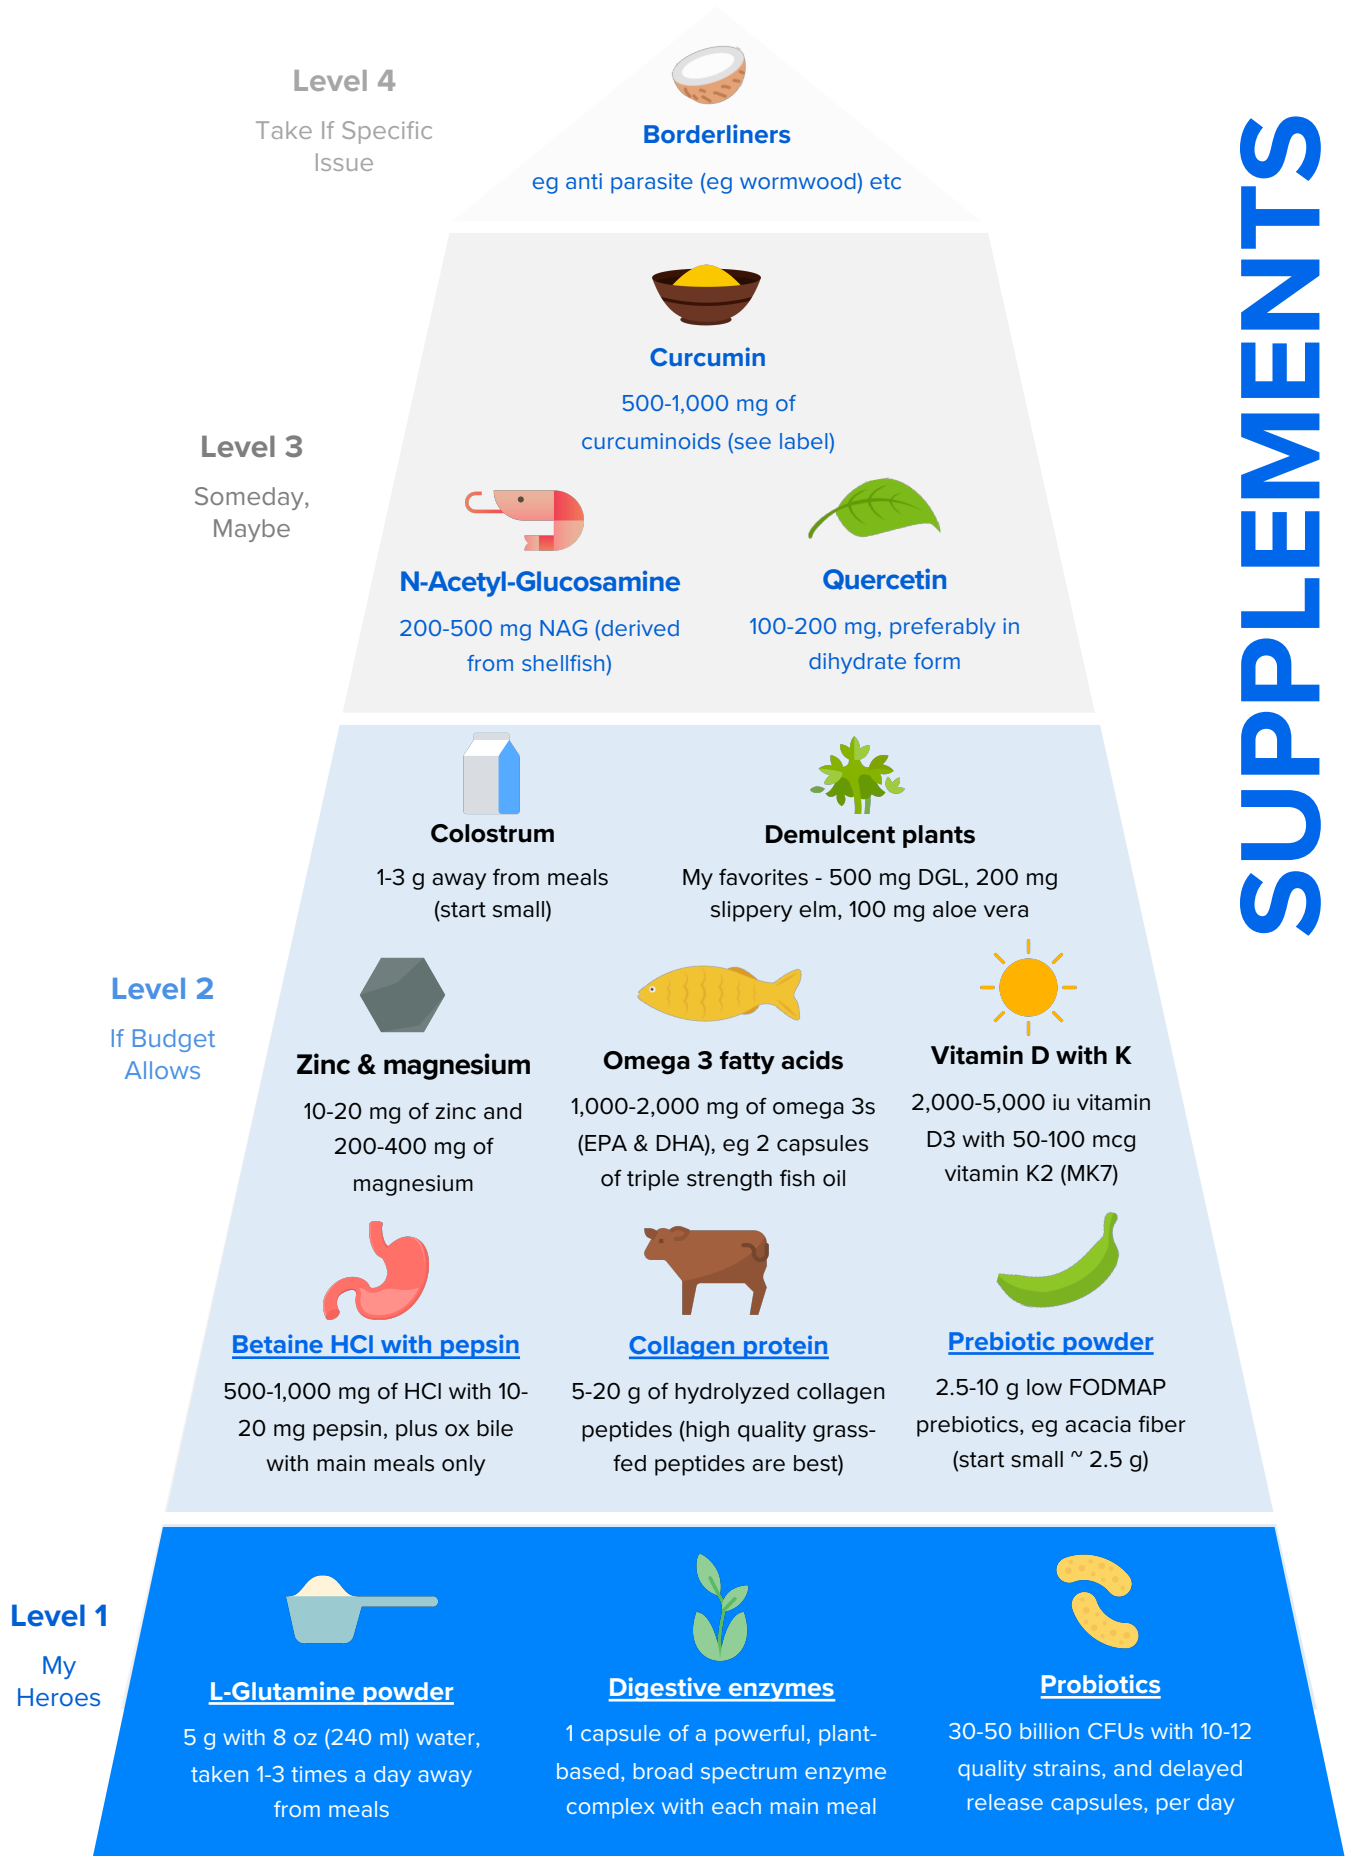 SUPPLEMENTS
Level 4
Take If Specific
Issue
Borderliners
eg anti parasite (eg wormwood) etc
Level 3
Someday,
Maybe
Curcumin
500-1,000 mg of
curcuminoids (see label)
N-Acetyl-Glucosamine
200-500 mg NAG (derived
from shellfish)
Quercetin
100-200 mg, preferably in
dihydrate form
Level 2
If Budget
Allows
Colostrum
1-3 g away from meals
(start small)
Demulcent plants
My favorites - 500 mg DGL, 200 mg
slippery elm, 100 mg aloe vera
Zinc & magnesium
10-20 mg of zinc and
200-400 mg of
magnesium
Omega 3 fatty acids
1,000-2,000 mg of omega 3s
(EPA & DHA), eg 2 capsules
of triple strength fish oil
Vitamin D with K
2,000-5,000 iu vitamin
D3 with 50-100 mcg
vitamin K2 (MK7)
Betaine HCl with pepsin
500-1,000 mg of HCl with 10-
20 mg pepsin, plus ox bile
with main meals only
Collagen protein
5-20 g of hydrolyzed collagen
peptides (high quality grass-
fed peptides are best)
Prebiotic powder
2.5-10 g low FODMAP
prebiotics, eg acacia fiber
(start small ~ 2.5 g)
Level 1
My
Heroes
L-Glutamine powder
5 g with 8 oz (240 ml) water,
taken 1-3 times a day away
from meals
Digestive enzymes
1 capsule of a powerful, plant-
based, broad spectrum enzyme
complex with each main meal
Probiotics
30-50 billion CFUs with 10-12
quality strains, and delayed
release capsules, per day